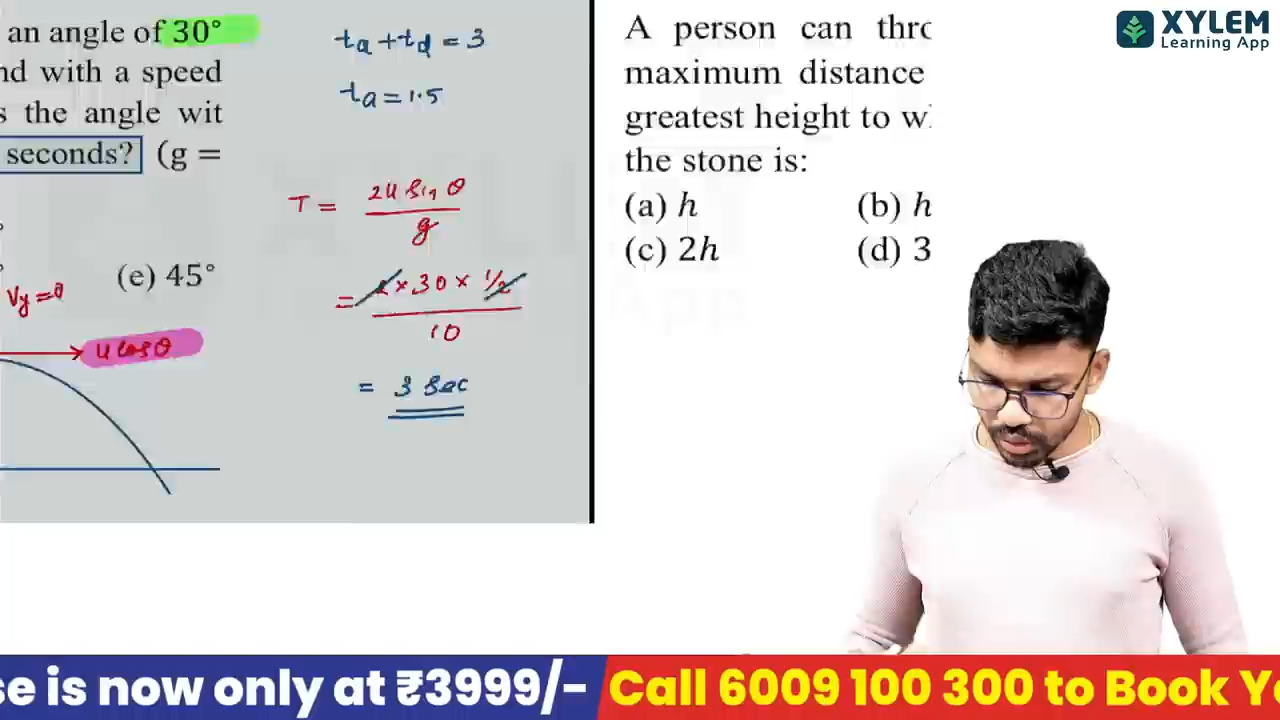 an angle of 30°
nd with a speed
s the angle wit
seconds? (g =
(e) 45°
Vy=0
u cosθ
ta+td = 3
ta = 1.5
T = 2u sin θ
g
= 2 × 30 × 1/2
10
= 3 sec
A person can thro
maximum distance
greatest height to w
the stone is:
(a) h
(b) h
(c) 2h
(d) 3
XYLEM
Learning App
App
se is now only at ₹3999/-
Call 6009 100 300 to Book Yo